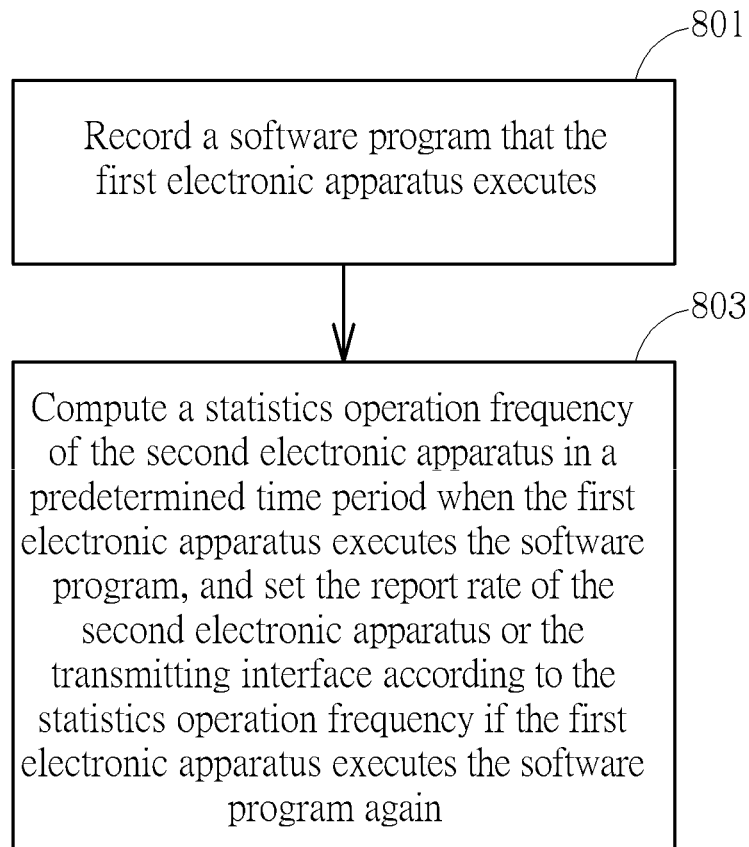 801
Record a software program that the
first electronic apparatus executes
803
Compute a statistics operation frequency
of the second electronic apparatus in a
predetermined time period when the first
electronic apparatus executes the software
program, and set the report rate of the
second electronic apparatus or the
transmitting interface according to the
statistics operation frequency if the first
electronic apparatus executes the software
program again